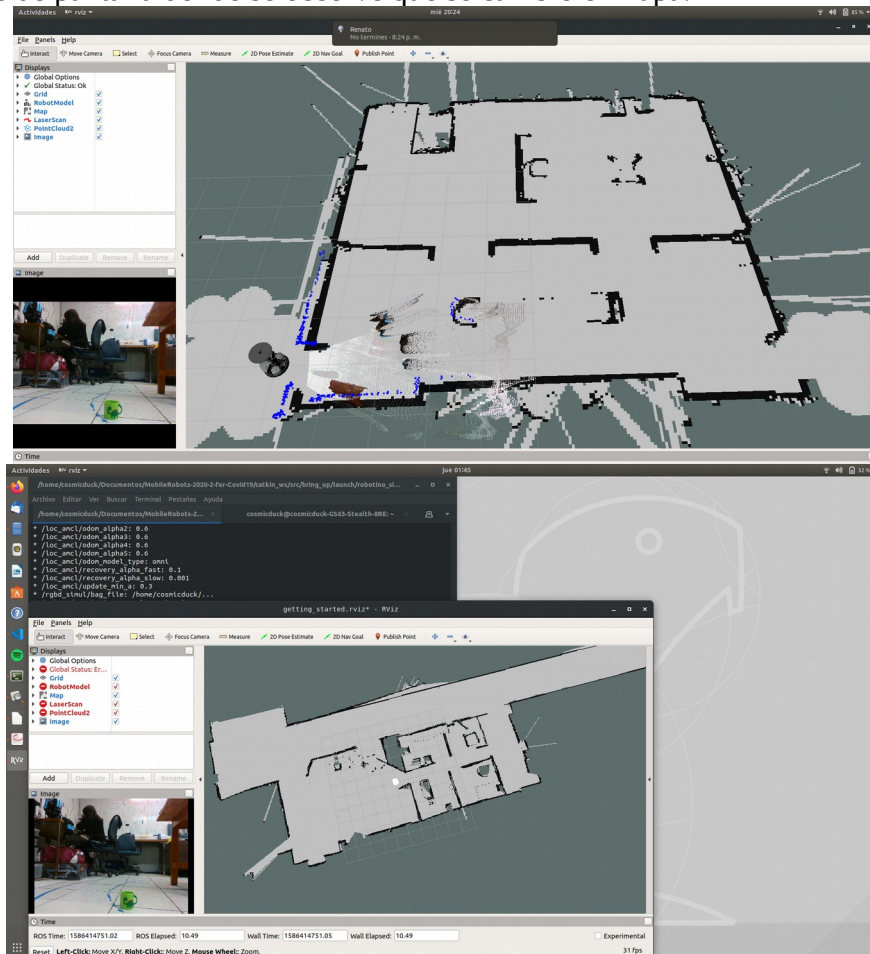 Actividades
rviz
mié 20:24
85 %
Renato
No termines - 8:24 p. m.
File Panels Help
Interact Move Camera Select Focus Camera Measure 2D Pose Estimate 2D Nav Goal Publish Point
Displays
Global Options
Global Status: Ok
Grid
RobotModel
Map
LaserScan
PointCloud2
Image
Add Duplicate Remove Rename
Image
Time
Actividades
rviz
jue 01:45
32 %
/home/cosmicduck/Documentos/MobileRobots-2020-2-for-Covid19/catkin_ws/src/bring_up/launch/robotino_si...
Archivo Editar Ver Buscar Terminal Pestañas Ayuda
/home/cosmicduck/Documentos/MobileRobots-2...
cosmicduck@cosmicduck-GS63-Stealth-8RE: ~
* /loc_amcl/odom_alpha2: 0.6
* /loc_amcl/odom_alpha3: 0.6
* /loc_amcl/odom_alpha4: 0.6
* /loc_amcl/odom_alpha5: 0.6
* /loc_amcl/odom_model_type: omni
* /loc_amcl/recovery_alpha_fast: 0.1
* /loc_amcl/recovery_alpha_slow: 0.001
* /loc_amcl/update_min_a: 0.3
* /rgbd_simul/bag_file: /home/cosmicduck/...
getting_started.rviz* - RViz
File Panels Help
Interact Move Camera Select Focus Camera Measure 2D Pose Estimate 2D Nav Goal Publish Point
Displays
Global Options
Global Status: Er...
Grid
RobotModel
Map
LaserScan
PointCloud2
Image
Add Duplicate Remove Rename
Image
RViz
Time
ROS Time: 1586414751.02 ROS Elapsed: 10.49 Wall Time: 1586414751.05 Wall Elapsed: 10.49 Experimental
Reset Left-Click: Move X/Y. Right-Click:: Move Z. Mouse Wheel:: Zoom. 31 fps